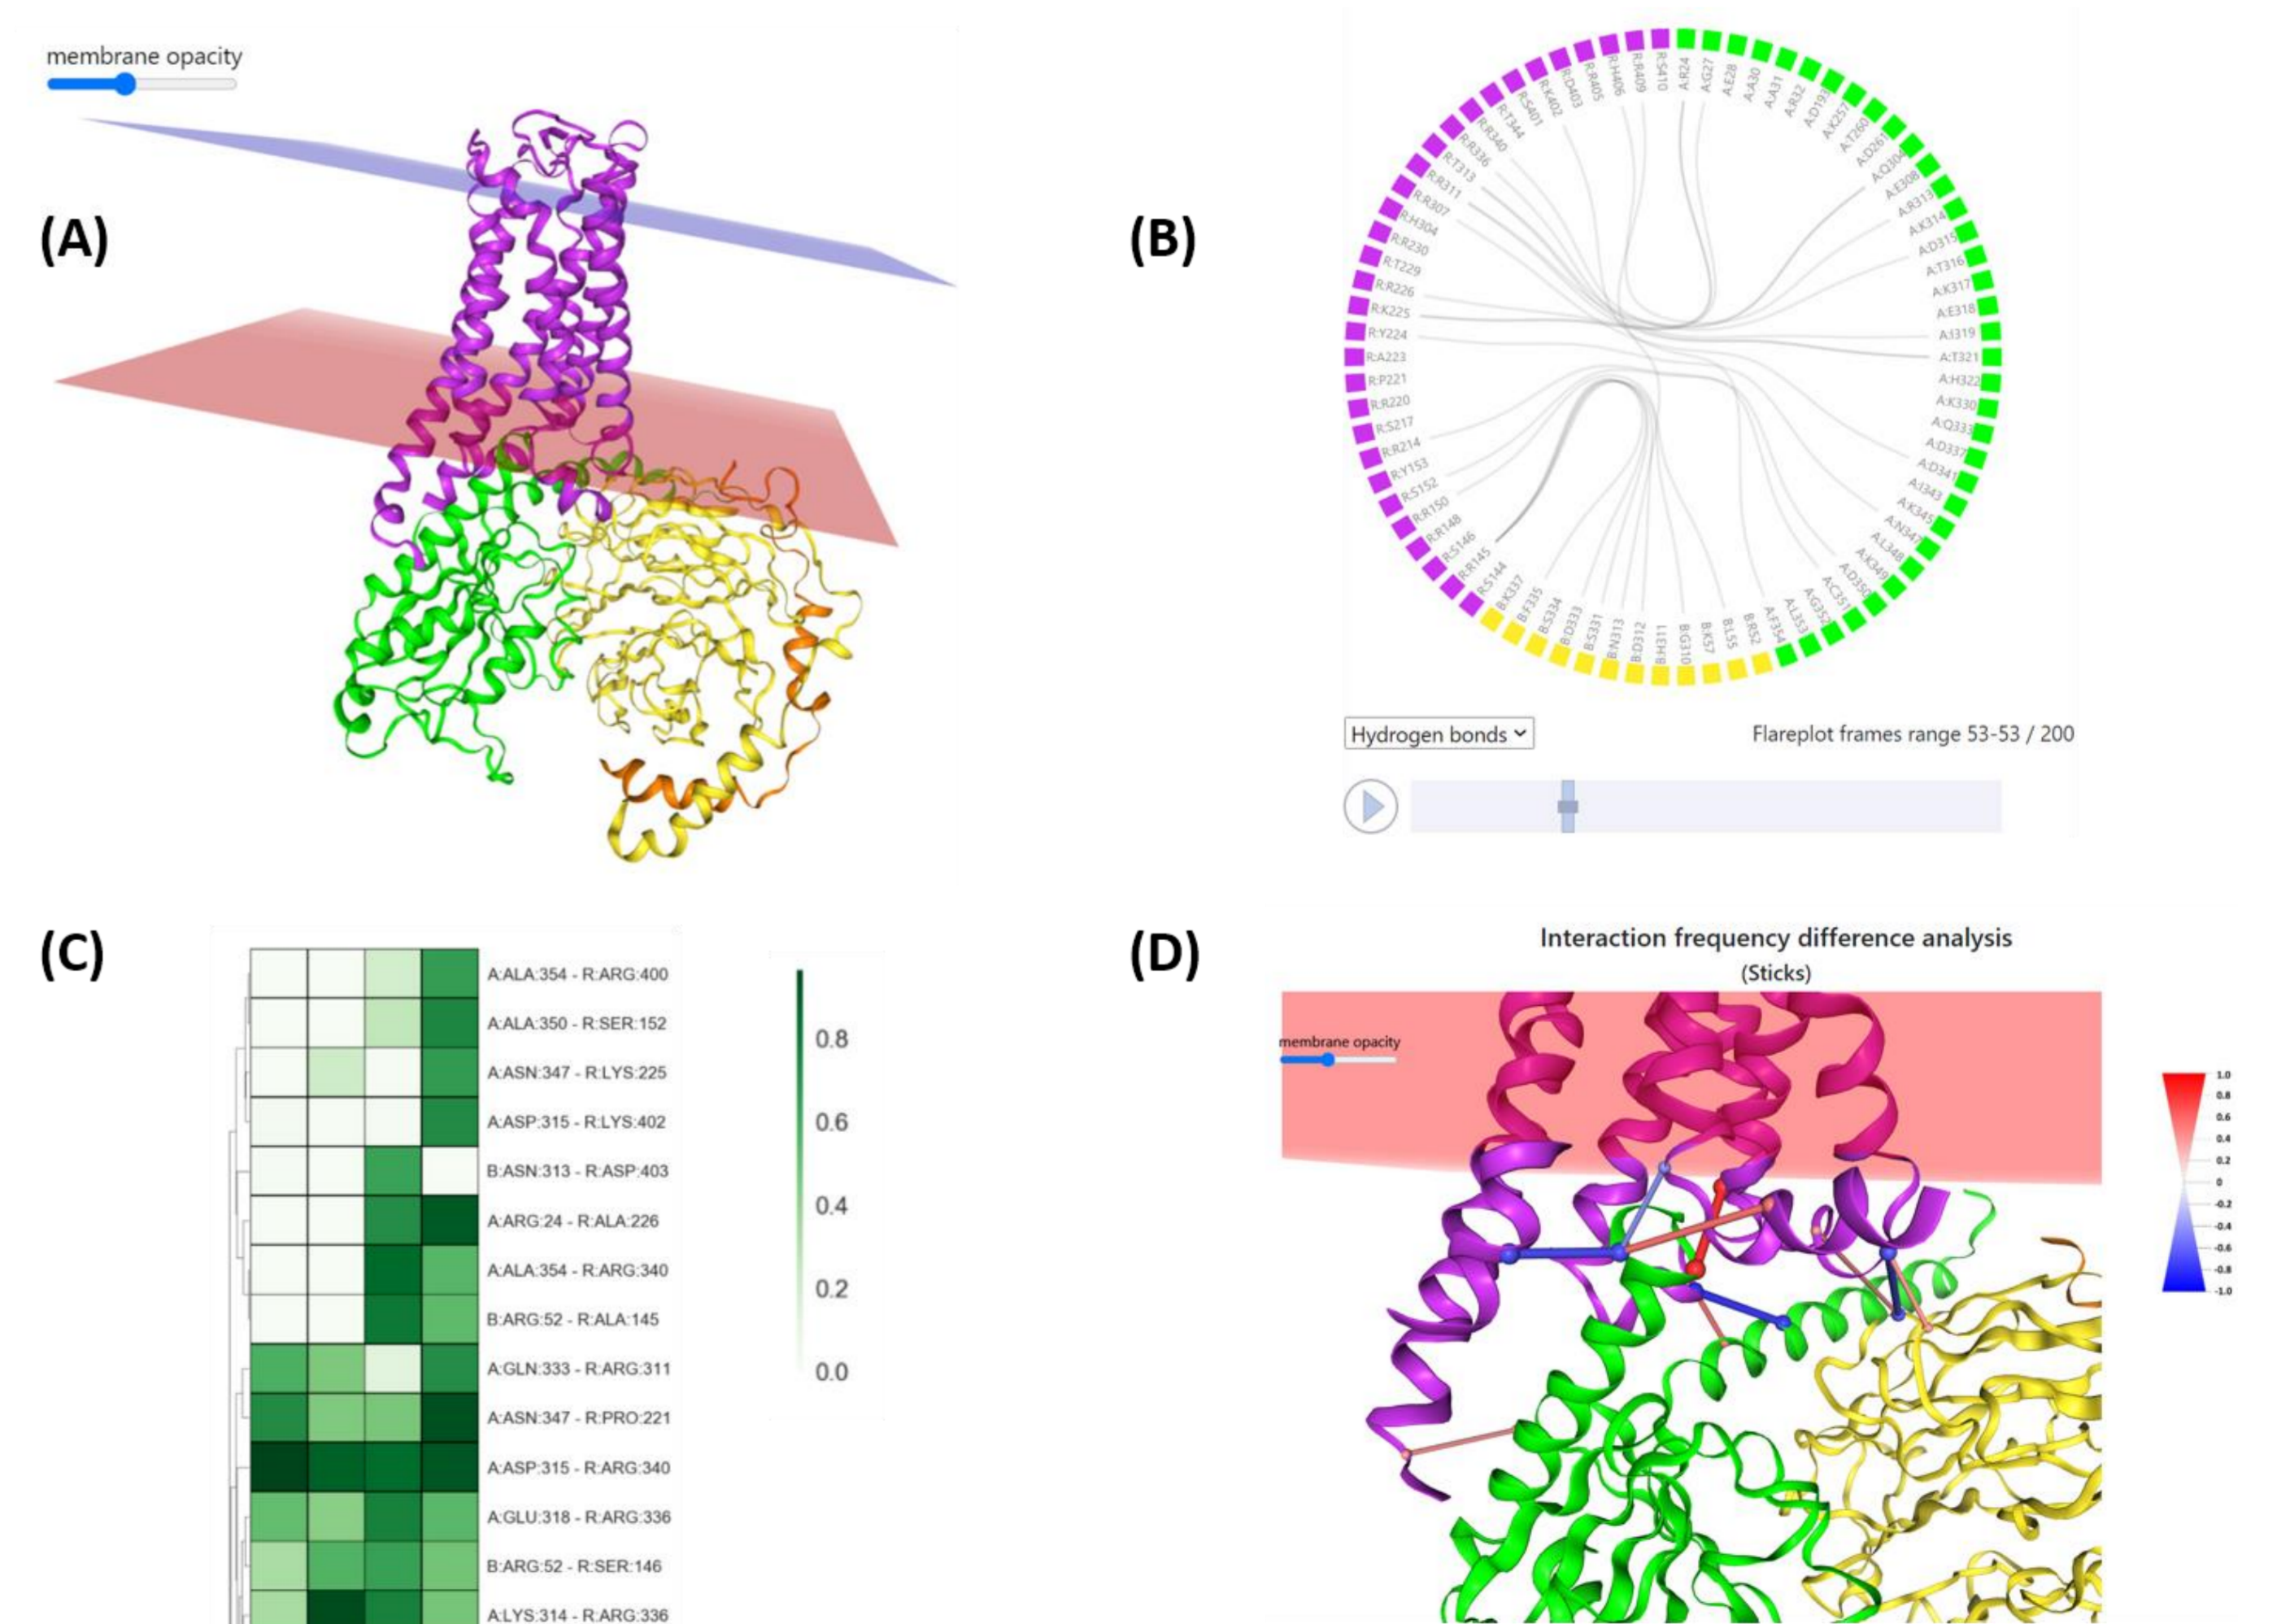 membrane opacity
(A)
(B)
R:S410
R:R409
R:H406
R:R405
R:D403
R:K402
R:S401
R:T344
R:R340
R:R336
R:T313
R:R311
R:R307
R:H304
R:R230
R:T229
R:R226
R:K225
R:Y224
R:A223
R:P221
R:R220
R:S217
R:R214
R:Y153
R:S152
R:R150
R:R148
R:S146
R:R145
R:S144
A:R24
A:G27
A:E28
A:A30
A:A31
A:R32
A:D193
A:K257
A:T260
A:D261
A:Q304
A:E308
A:R313
A:K314
A:D315
A:T316
A:K317
A:E318
A:I319
A:T321
A:H322
A:K330
A:Q333
A:D337
A:D341
A:I343
A:K345
A:N347
A:L348
A:K349
A:D350
A:C351
A:G352
A:L353
A:F354
B:R52
B:L55
B:K57
B:G310
B:H311
B:D312
B:N313
B:S331
B:D333
B:S334
B:F335
B:K337
Hydrogen bonds
Flareplot frames range 53-53 / 200
(C)
A:ALA:354 - R:ARG:400
A:ALA:350 - R:SER:152
A:ASN:347 - R:LYS:225
A:ASP:315 - R:LYS:402
B:ASN:313 - R:ASP:403
A:ARG:24 - R:ALA:226
A:ALA:354 - R:ARG:340
B:ARG:52 - R:ALA:145
A:GLN:333 - R:ARG:311
A:ASN:347 - R:PRO:221
A:ASP:315 - R:ARG:340
A:GLU:318 - R:ARG:336
B:ARG:52 - R:SER:146
A:LYS:314 - R:ARG:336
0.8
0.6
0.4
0.2
0.0
(D)
Interaction frequency difference analysis
(Sticks)
membrane opacity
1.0
0.8
0.6
0.4
0.2
0
-0.2
-0.4
-0.6
-0.8
-1.0